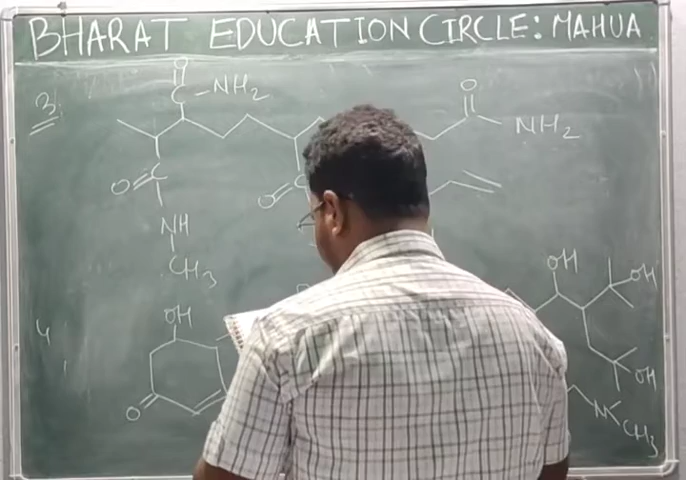 BHARAT EDUCATION CIRCLE: MAHUA
3.
O
C-NH2
O
NH2
O
C
O
C
NH
CH3
OH
OH
OH
4
OH
O
N
CH3